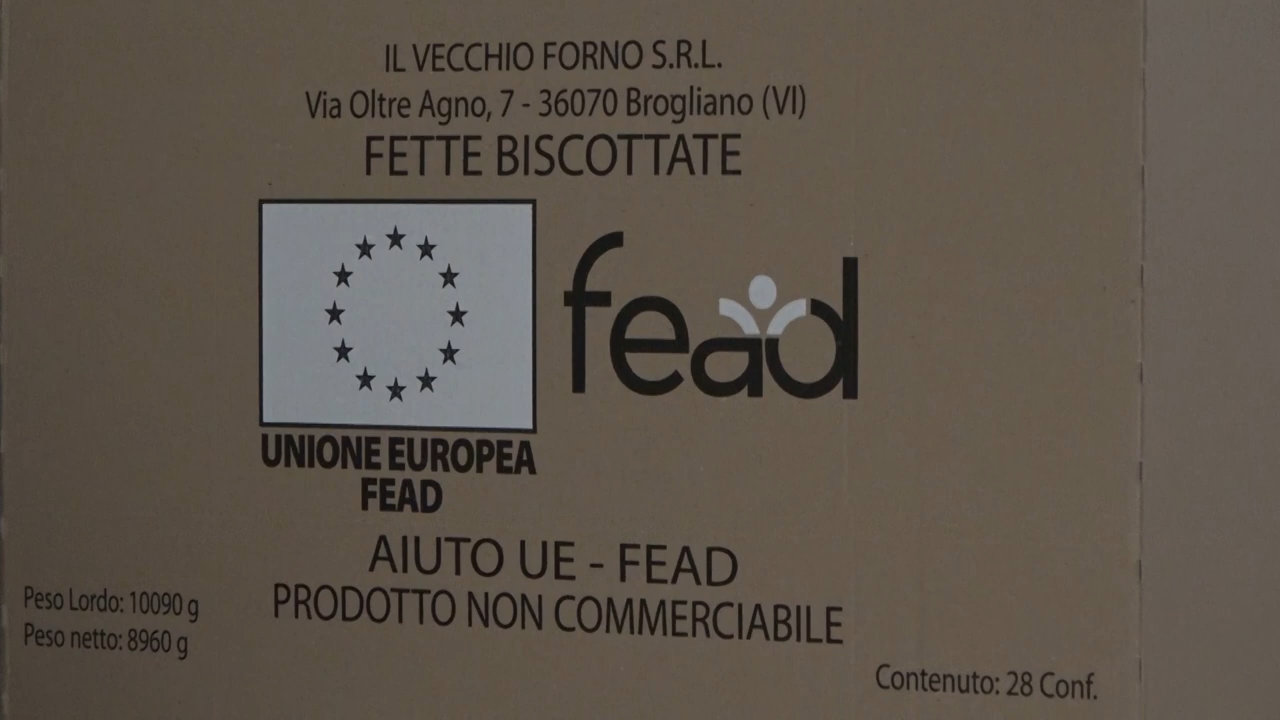 IL VECCHIO FORNO S.R.L.
Via Oltre Agno, 7 - 36070 Brogliano (VI)
FETTE BISCOTTATE
fead
UNIONE EUROPEA
FEAD
AIUTO UE - FEAD
PRODOTTO NON COMMERCIABILE
Peso Lordo: 10090 g
Peso netto: 8960 g
Contenuto: 28 Conf.